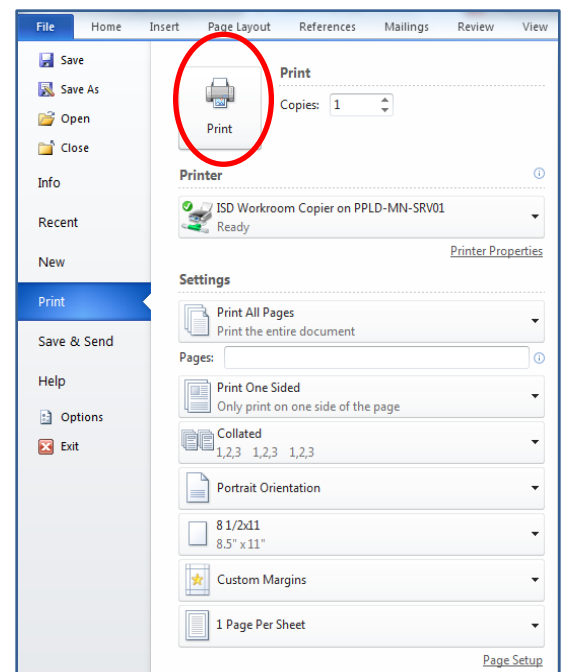 File Home Insert Page Layout References Mailings Review View
Save
Save As
Open
Close
Info
Recent
New
Print
Save & Send
Help
Options
Exit
Print
Print
Copies: 1
Printer
ISD Workroom Copier on PPLD-MN-SRV01
Ready
Printer Properties
Settings
Print All Pages
Print the entire document
Pages:
Print One Sided
Only print on one side of the page
Collated
1,2,3 1,2,3 1,2,3
Portrait Orientation
8 1/2x11
8.5" x 11"
Custom Margins
1 Page Per Sheet
Page Setup